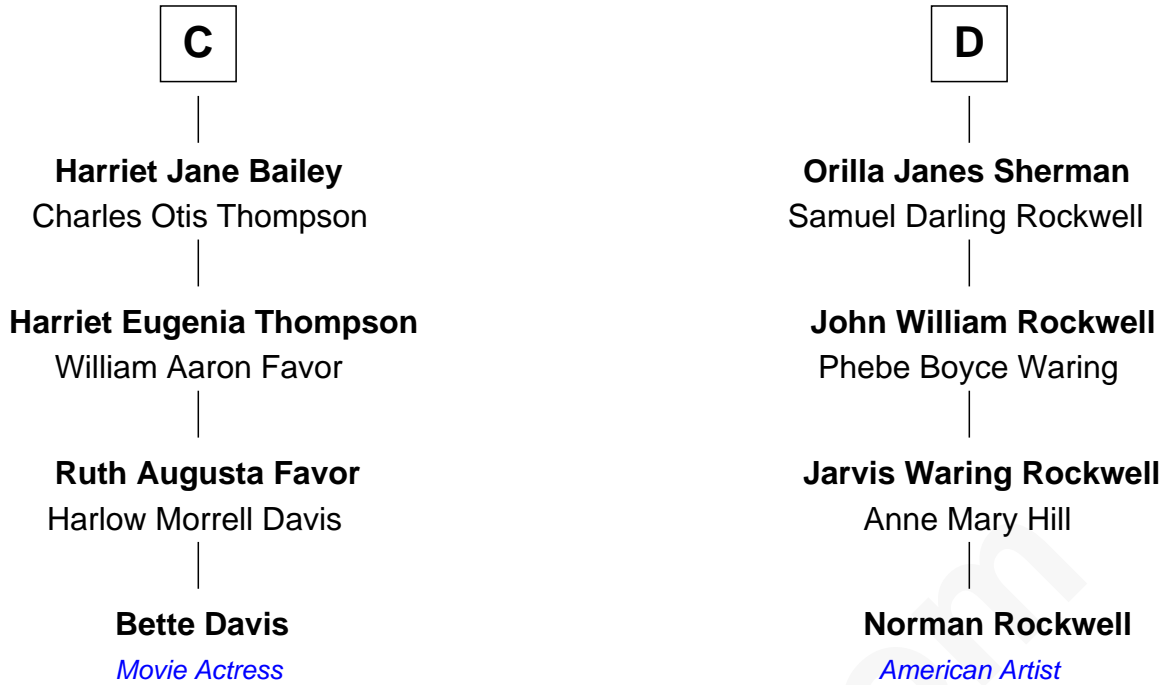 C
Harriet Jane Bailey
Charles Otis Thompson
Harriet Eugenia Thompson
William Aaron Favor
Ruth Augusta Favor
Harlow Morrell Davis
Bette Davis
Movie Actress
D
Orilla Janes Sherman
Samuel Darling Rockwell
John William Rockwell
Phebe Boyce Waring
Jarvis Waring Rockwell
Anne Mary Hill
Norman Rockwell
American Artist